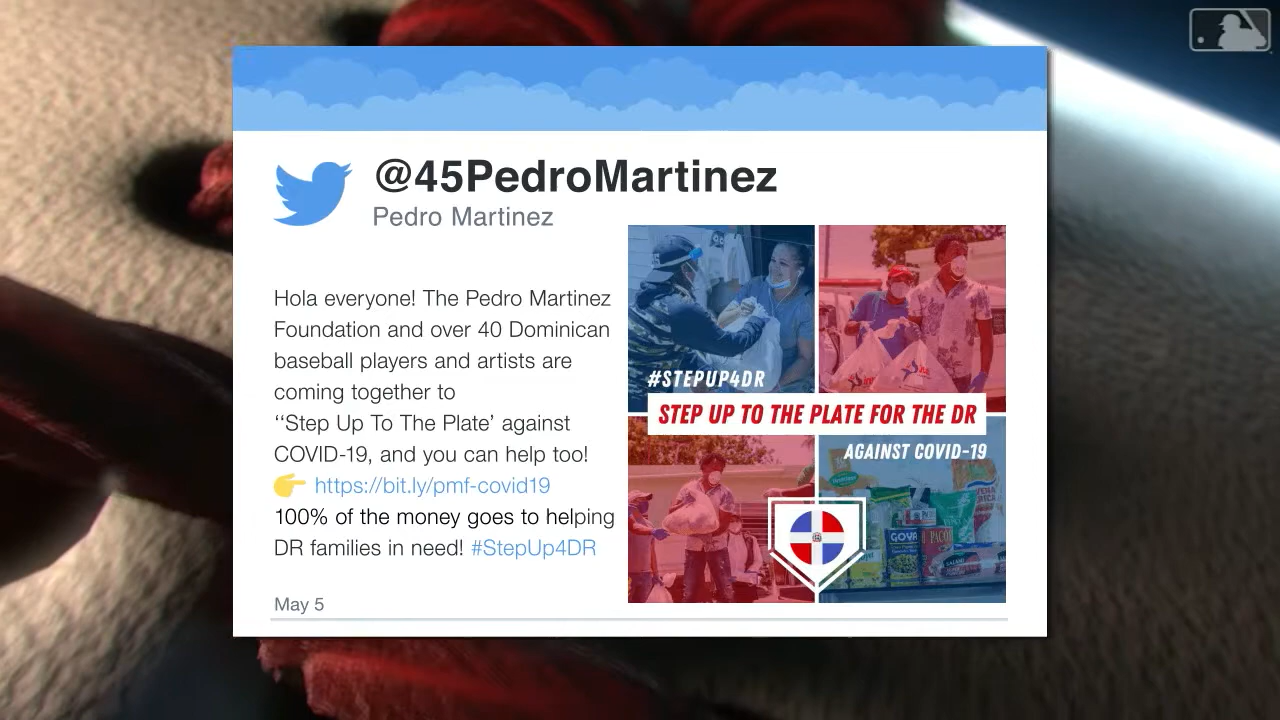 @45PedroMartinez
Pedro Martinez
Hola everyone! The Pedro Martinez
Foundation and over 40 Dominican
baseball players and artists are
coming together to
‘‘Step Up To The Plate’ against
COVID-19, and you can help too!
👉 https://bit.ly/pmf-covid19
100% of the money goes to helping
DR families in need! #StepUp4DR
May 5
#STEPUP4DR
STEP UP TO THE PLATE FOR THE DR
AGAINST COVID-19
GOYA